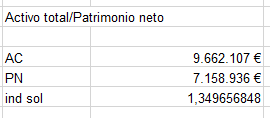 Activo total/Patrimonio neto
AC 9.662.107 €
PN 7.158.936 €
ind sol 1,349656848